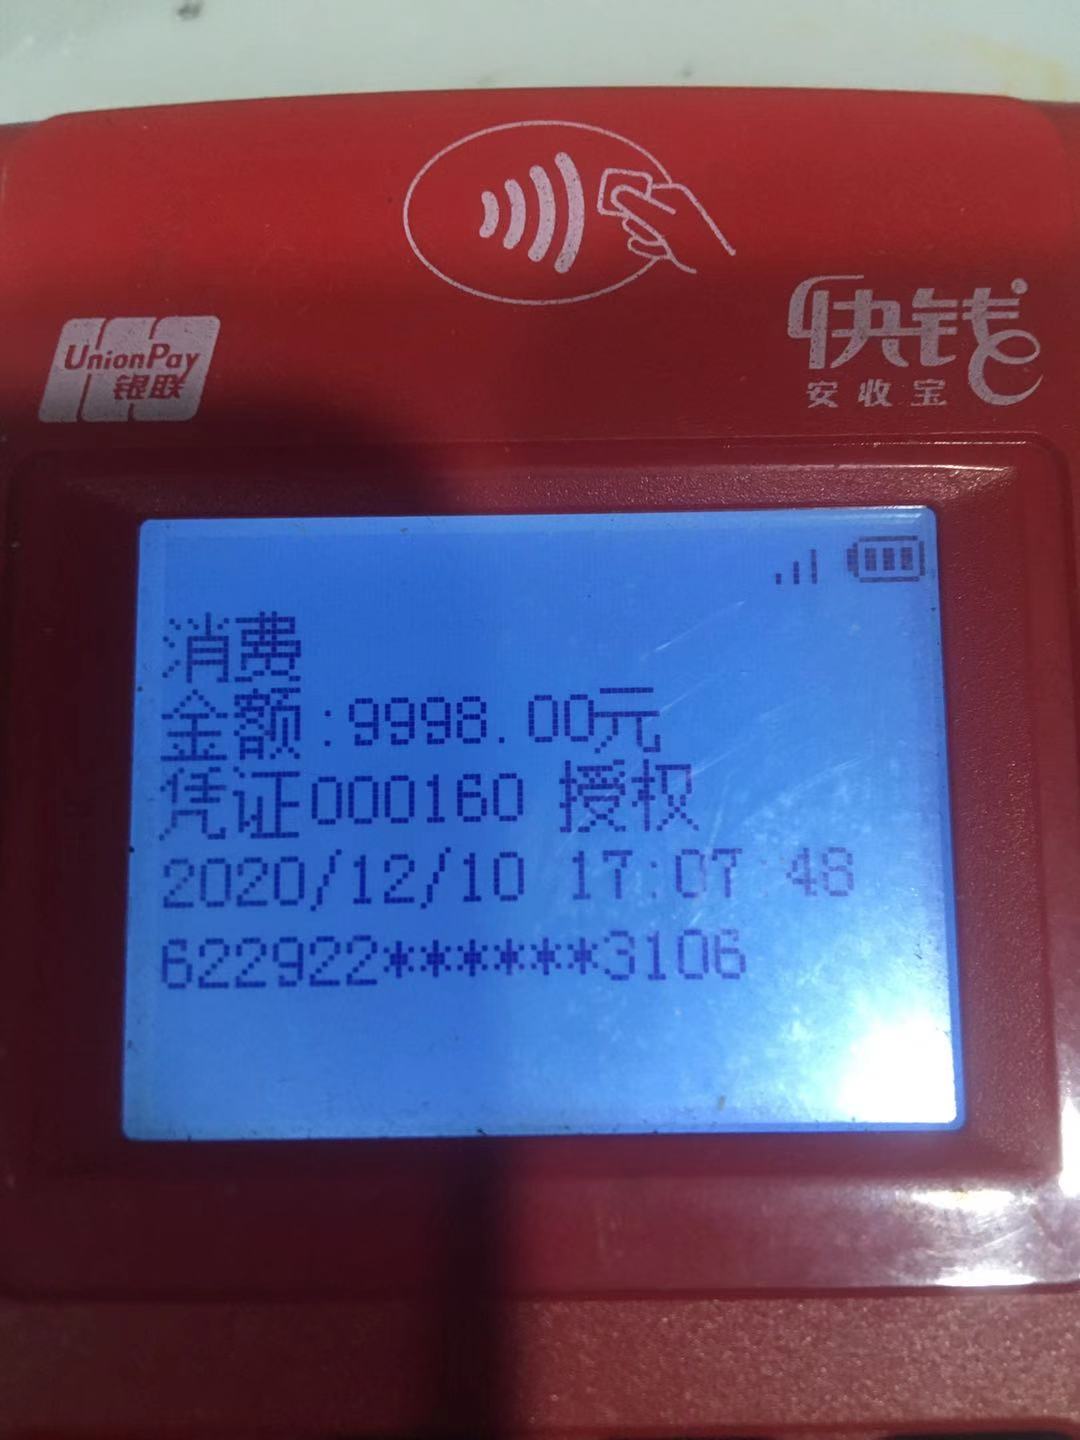 UnionPay
银联
快钱
安收宝
消费
金额:9998.00元
凭证000160 授权
2020/12/10 17:07:48
622922******3106